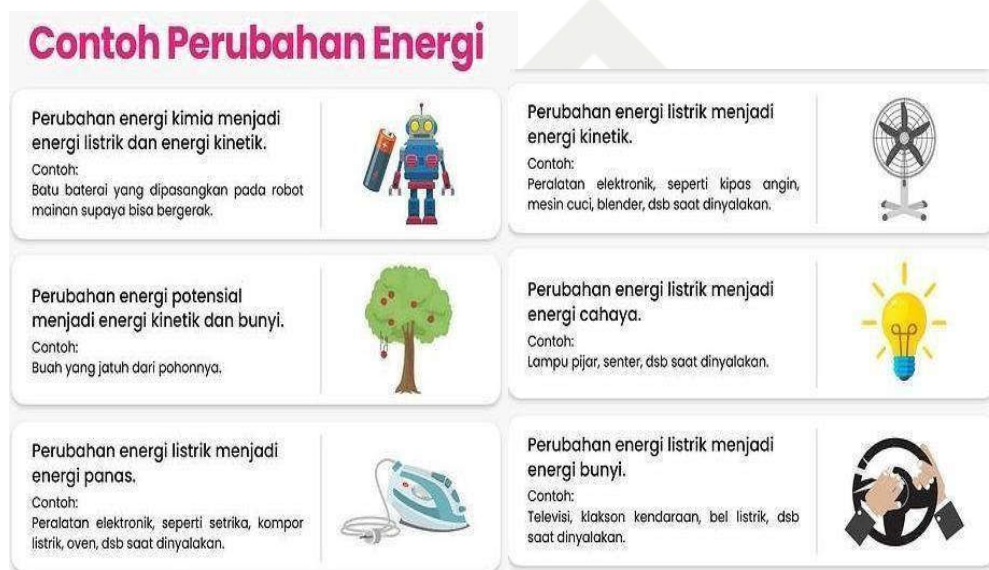 Contoh Perubahan Energi
Perubahan energi kimia menjadi
energi listrik dan energi kinetik.
Contoh:
Batu baterai yang dipasangkan pada robot
mainan supaya bisa bergerak.
Perubahan energi listrik menjadi
energi kinetik.
Contoh:
Peralatan elektronik, seperti kipas angin,
mesin cuci, blender, dsb saat dinyalakan.
Perubahan energi potensial
menjadi energi kinetik dan bunyi.
Contoh:
Buah yang jatuh dari pohonnya.
Perubahan energi listrik menjadi
energi cahaya.
Contoh:
Lampu pijar, senter, dsb saat dinyalakan.
Perubahan energi listrik menjadi
energi panas.
Contoh:
Peralatan elektronik, seperti setrika, kompor
listrik, oven, dsb saat dinyalakan.
Perubahan energi listrik menjadi
energi bunyi.
Contoh:
Televisi, klakson kendaraan, bel listrik, dsb
saat dinyalakan.